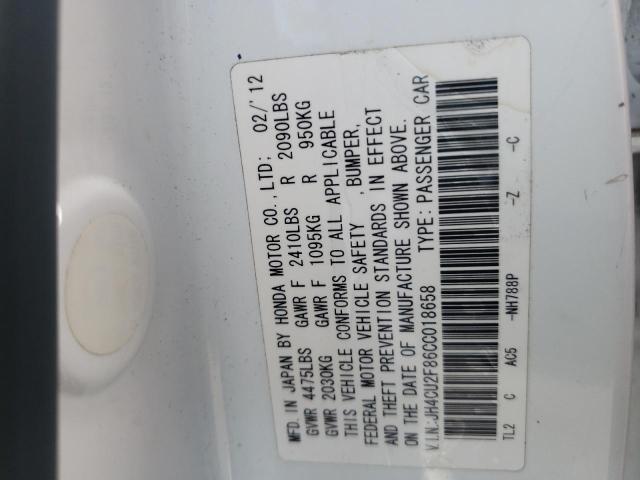 MFD. IN JAPAN BY HONDA MOTOR CO., LTD; 02/'12
GVWR 4475LBS GAWR F 2410LBS R 2090LBS
GVWR 2030KG GAWR F 1095KG R 950KG
THIS VEHICLE CONFORMS TO ALL APPLICABLE
FEDERAL MOTOR VEHICLE SAFETY , BUMPER,
AND THEFT PREVENTION STANDARDS IN EFFECT
ON THE DATE OF MANUFACTURE SHOWN ABOVE.
V.I.N.:JH4CU2F86CC018658 TYPE: PASSENGER CAR
TL2 C AC5 -NH788P -Z -C